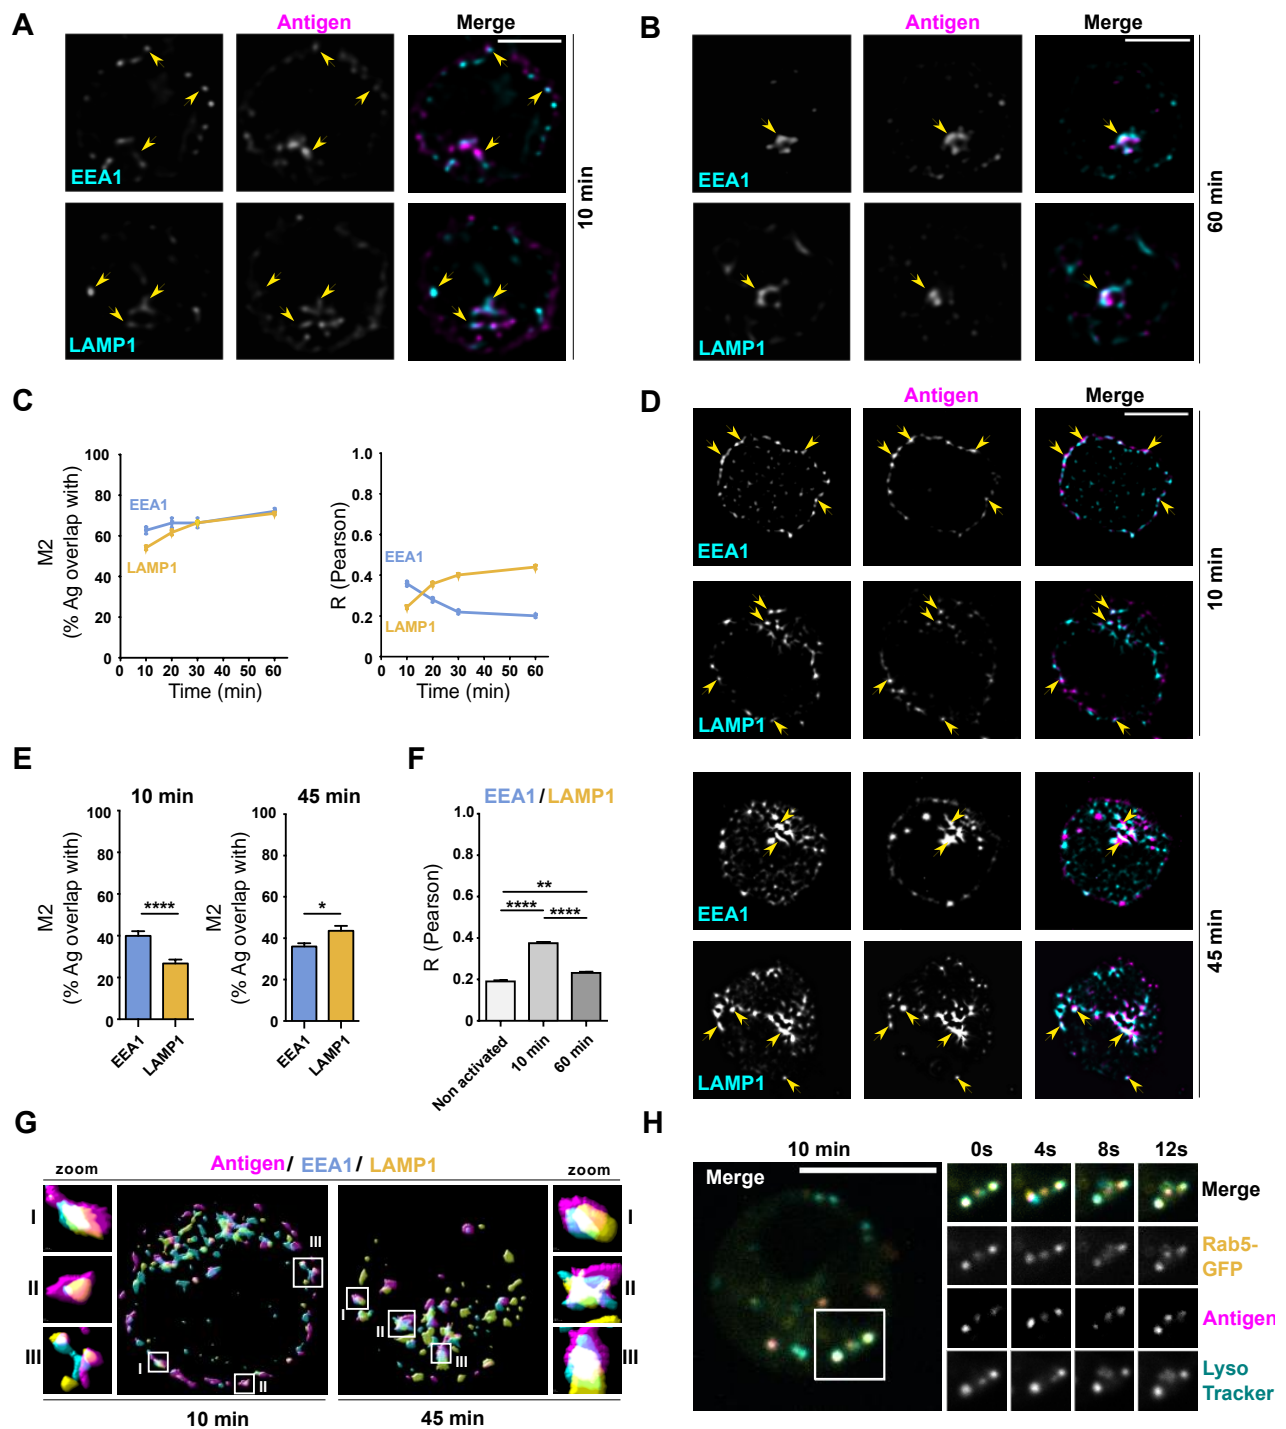 A
Antigen
Merge
EEA1
LAMP1
10 min
B
Antigen
Merge
EEA1
LAMP1
60 min
C
M2
(% Ag overlap with)
100
80
60
40
20
0
EEA1
LAMP1
0 10 20 30 40 50 60
Time (min)
R (Pearson)
1.0
0.8
0.6
0.4
0.2
0
EEA1
LAMP1
0 10 20 30 40 50 60
Time (min)
D
Antigen
Merge
EEA1
LAMP1
10 min
EEA1
LAMP1
45 min
E
10 min
M2
(% Ag overlap with)
100
80
60
40
20
0
****
EEA1
LAMP1
45 min
M2
(% Ag overlap with)
100
80
60
40
20
0
*
EEA1
LAMP1
F
EEA1/LAMP1
R (Pearson)
1.0
0.8
0.6
0.4
0.2
0
**
**** ****
Non activated
10 min
60 min
G
Antigen/ EEA1/ LAMP1
zoom
zoom
I
II
III
III
I
II
I
II
III
I
II
III
10 min
45 min
H
10 min
Merge
0s 4s 8s 12s
Merge
Rab5-
GFP
Antigen
Lyso
Tracker